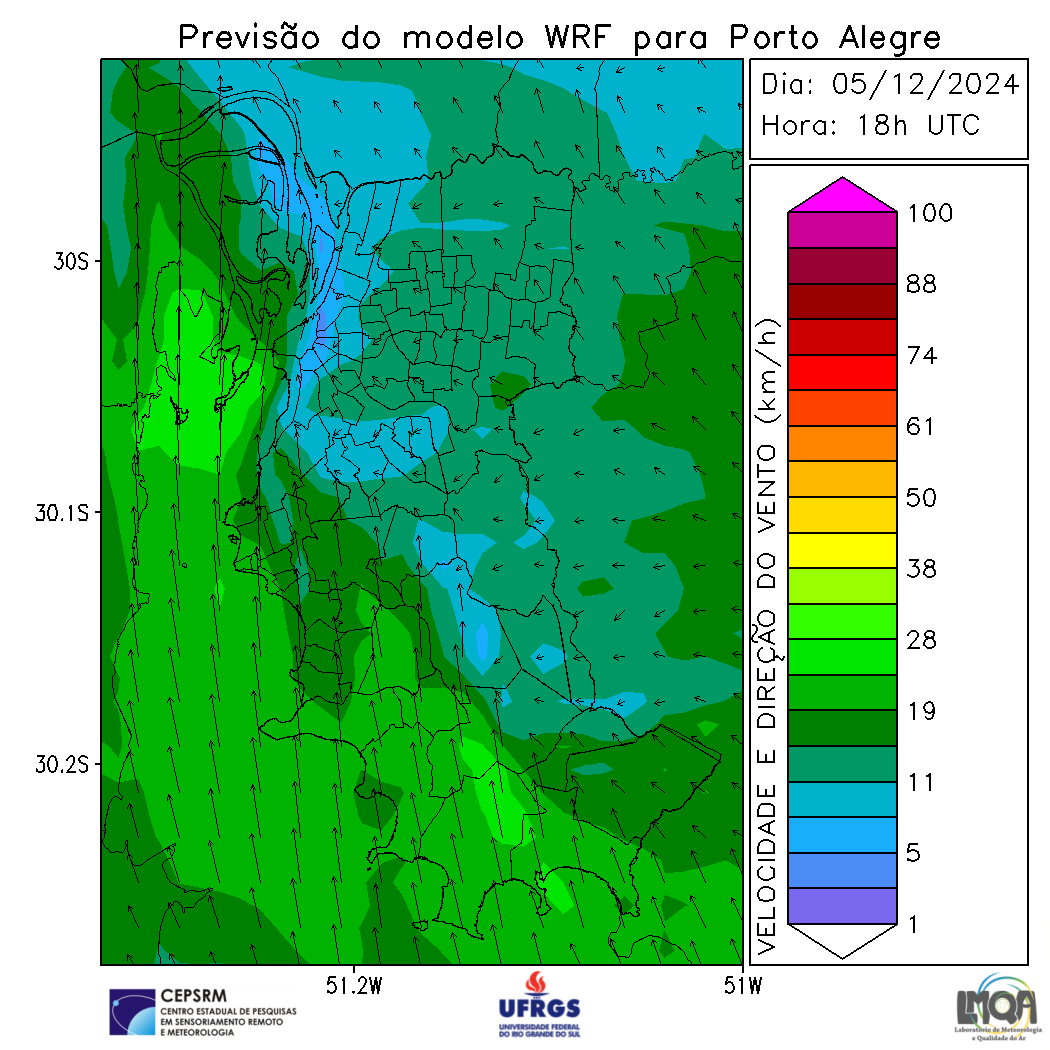 Previsão do modelo WRF para Porto Alegre
Dia: 05/12/2024
Hora: 18h UTC
30S
30.1S
30.2S
51.2W
51W
VELOCIDADE E DIREÇÃO DO VENTO (km/h)
100
88
74
61
50
38
28
19
11
5
1
CEPSRM
CENTRO ESTADUAL DE PESQUISAS
EM SENSORIAMENTO REMOTO
E METEOROLOGIA
UFRGS
UNIVERSIDADE FEDERAL
DO RIO GRANDE DO SUL
LMQA
Laboratório de Meteorologia
e Qualidade do Ar